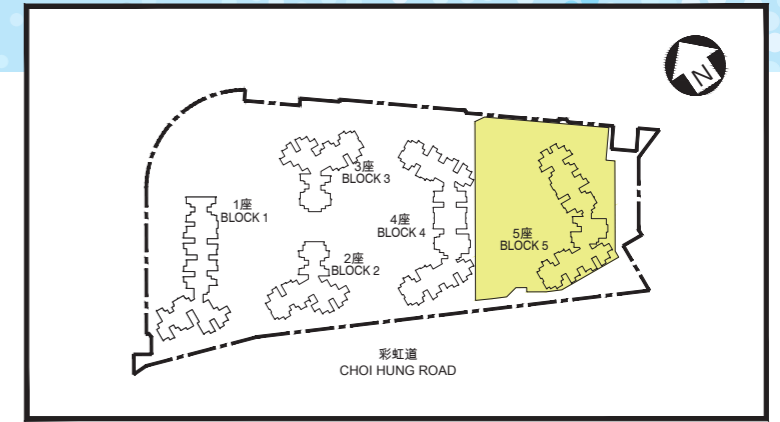 N
3座
BLOCK 3
1座
BLOCK 1
4座
BLOCK 4
5座
BLOCK 5
2座
BLOCK 2
彩虹道
CHOI HUNG ROAD